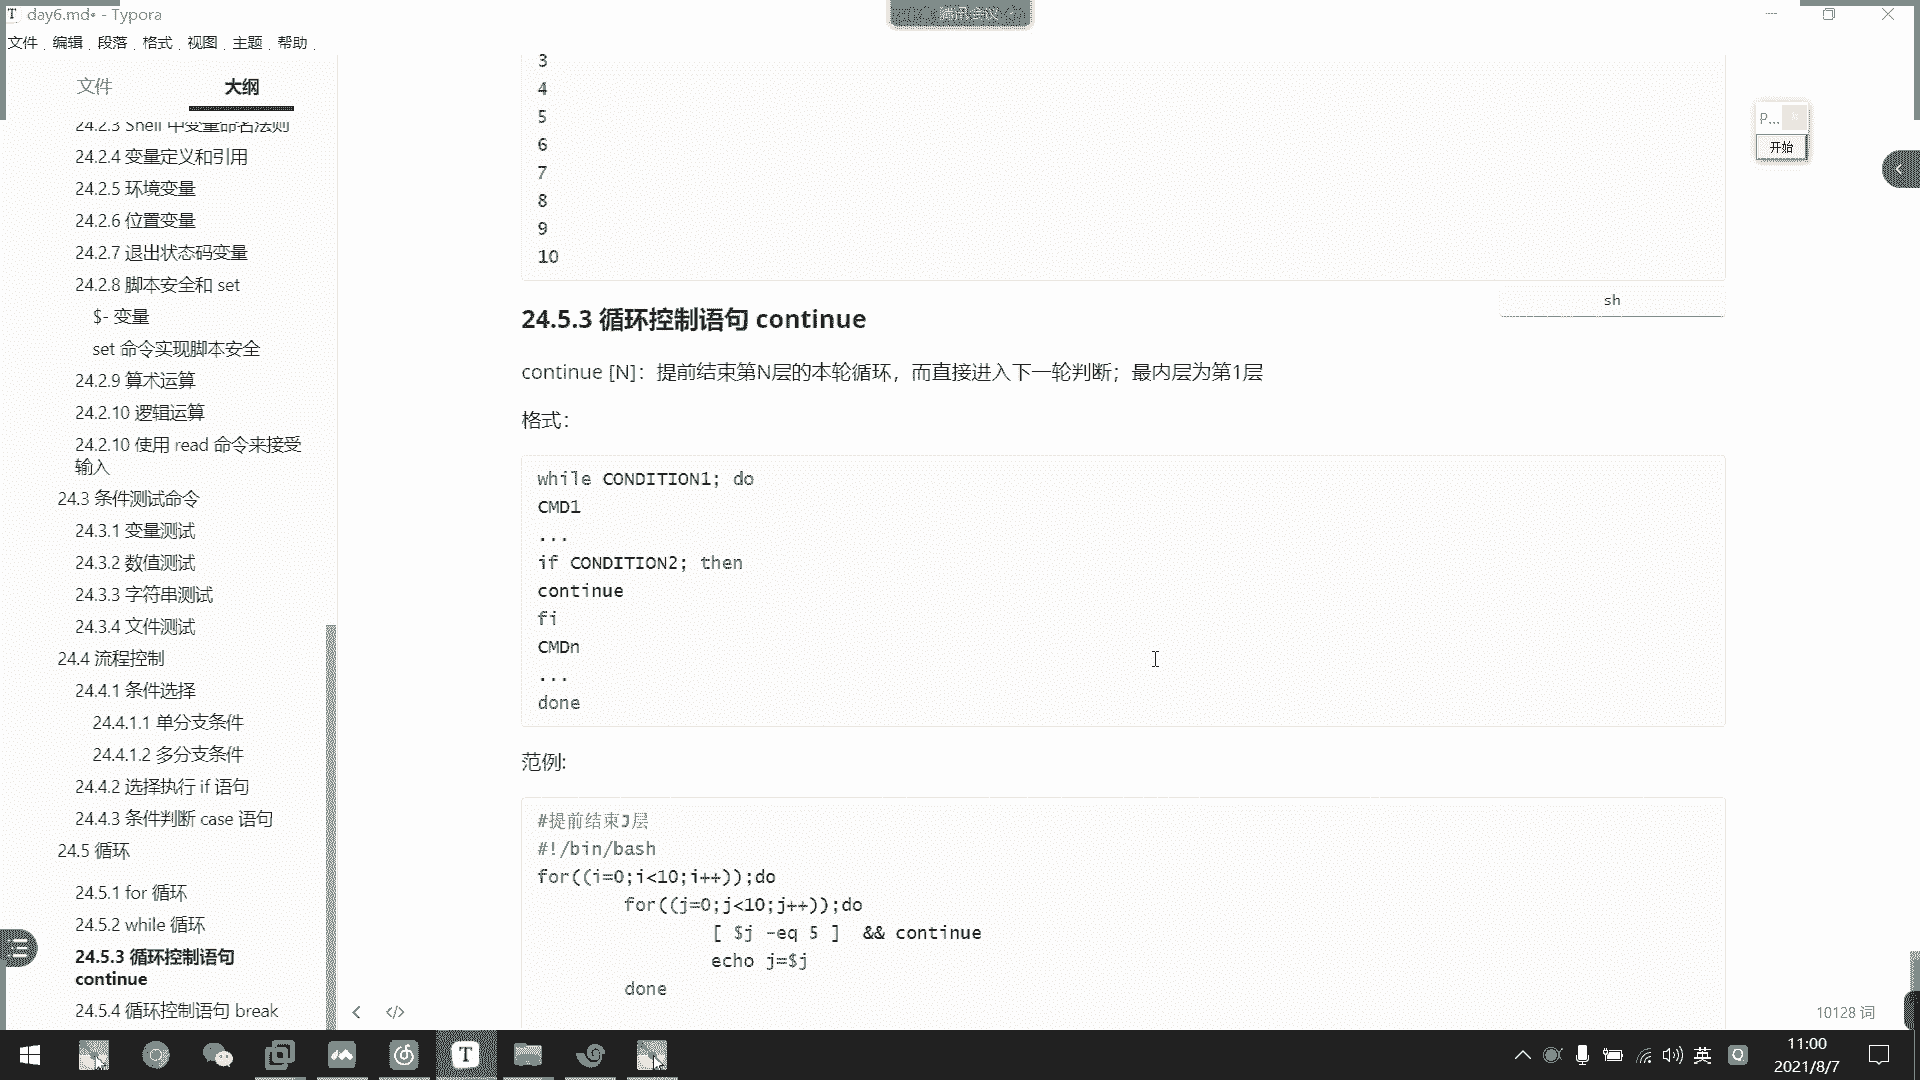 day6.md• - Typora
腾讯会议
文件 编辑 段落 格式 视图 主题 帮助
文件 大纲
24.2.3 Shell 中变量命名法则
24.2.4 变量定义和引用
24.2.5 环境变量
24.2.6 位置变量
24.2.7 退出状态码变量
24.2.8 脚本安全和 set
$- 变量
set 命令实现脚本安全
24.2.9 算术运算
24.2.10 逻辑运算
24.2.10 使用 read 命令来接受
输入
24.3 条件测试命令
24.3.1 变量测试
24.3.2 数值测试
24.3.3 字符串测试
24.3.4 文件测试
24.4 流程控制
24.4.1 条件选择
24.4.1.1 单分支条件
24.4.1.2 多分支条件
24.4.2 选择执行 if 语句
24.4.3 条件判断 case 语句
24.5 循环
24.5.1 for 循环
24.5.2 while 循环
24.5.3 循环控制语句
continue
24.5.4 循环控制语句 break
3
4
5
6
7
8
9
10
sh
24.5.3 循环控制语句 continue
continue [N]：提前结束第N层的本轮循环，而直接进入下一轮判断；最内层为第1层
格式：
while CONDITION1; do
CMD1
...
if CONDITION2; then
continue
fi
CMDn
...
done
范例:
#提前结束J层
#!/bin/bash
for((i=0;i<10;i++));do
for((j=0;j<10;j++));do
[ $j -eq 5 ]  && continue
echo j=$j
done
P...
开始
10128 词
英
11:00
2021/8/7